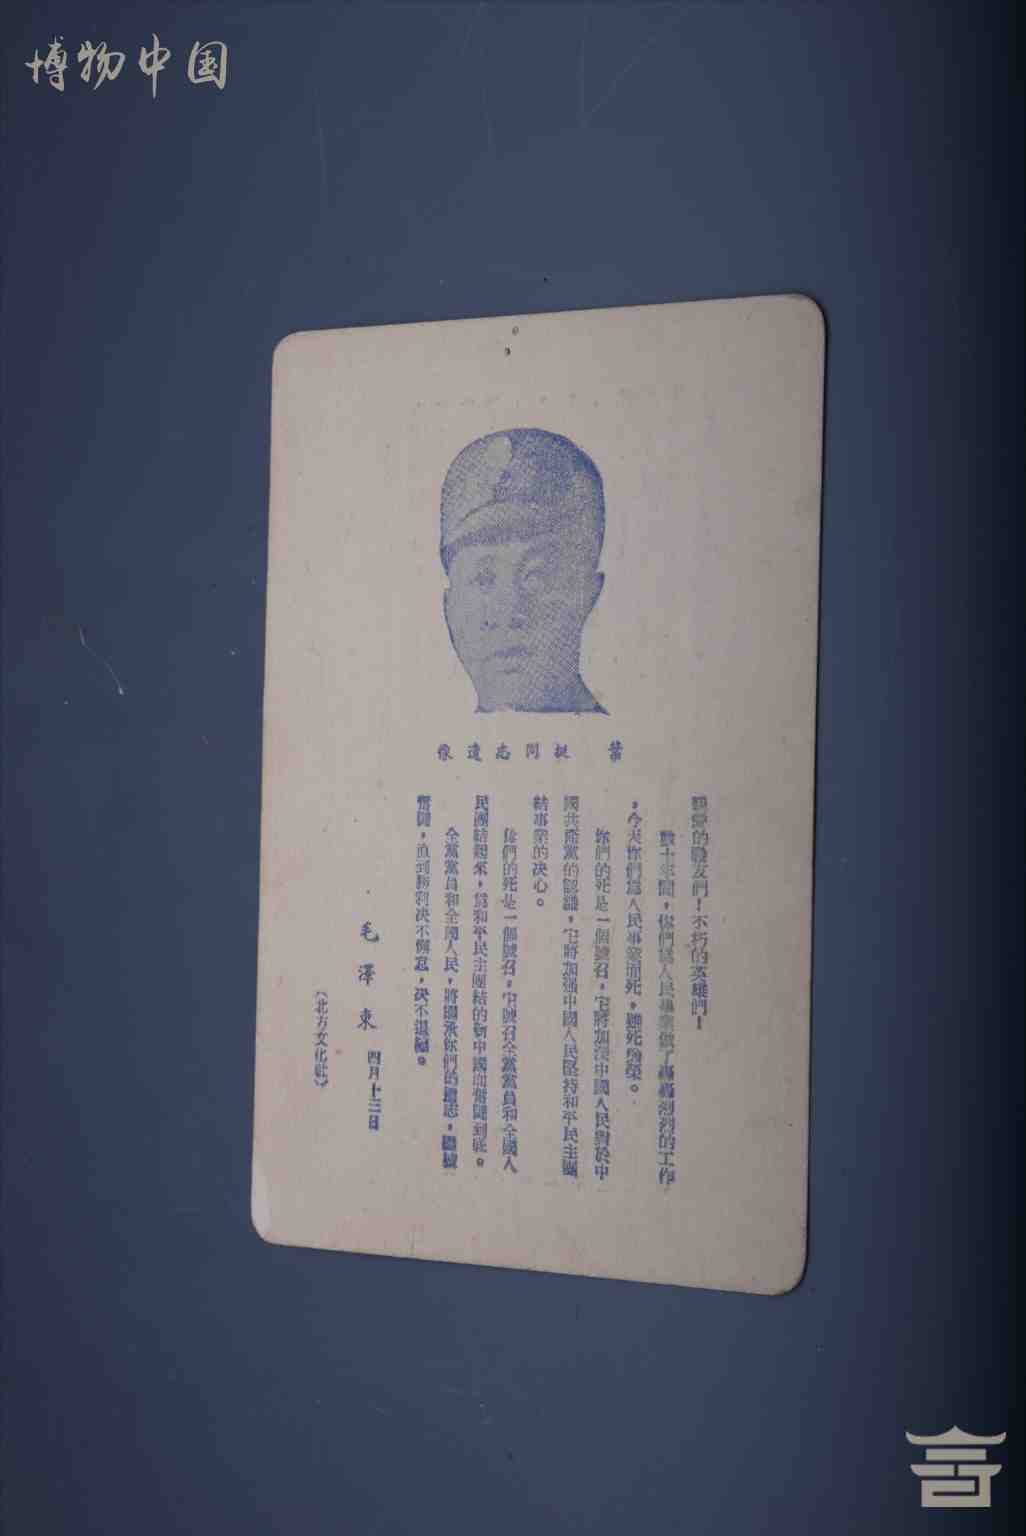 博物中国
葉挺同志遺像
親愛的戰友們！不朽的英雄們！
數十年間，你們爲人民事業做了轟轟烈烈的工作
，今天你們爲人民事業而死，雖死猶榮。
你們的死是一個號召，它將加深中國人民對於中
國共產黨的認識，它將加强中國人民堅持和平民主團
結事業的決心。
你們的死是一個號召，它號召全黨黨員和全國人
民團結起來，爲和平民主團結的新中國而奮鬭到底。
全黨黨員和全國人民，將繼承你們的遺志，繼續
奮鬭，直到勝利決不懈怠，決不退縮。
毛澤東 四月十三日
（北方文化社）